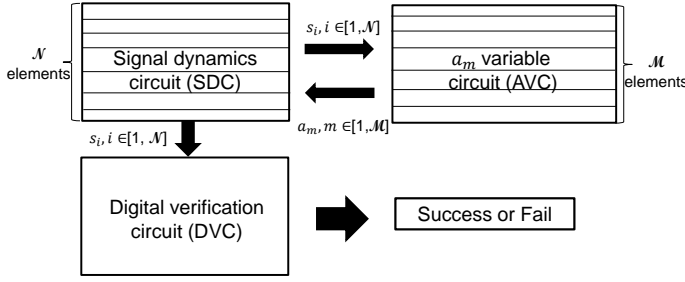 𝒩
elements
Signal dynamics
circuit (SDC)
s_i, i ∈[1,𝒩]
a_m variable
circuit (AVC)
ℳ
elements
a_m, m ∈[1,ℳ]
s_i, i ∈[1, 𝒩]
Digital verification
circuit (DVC)
Success or Fail